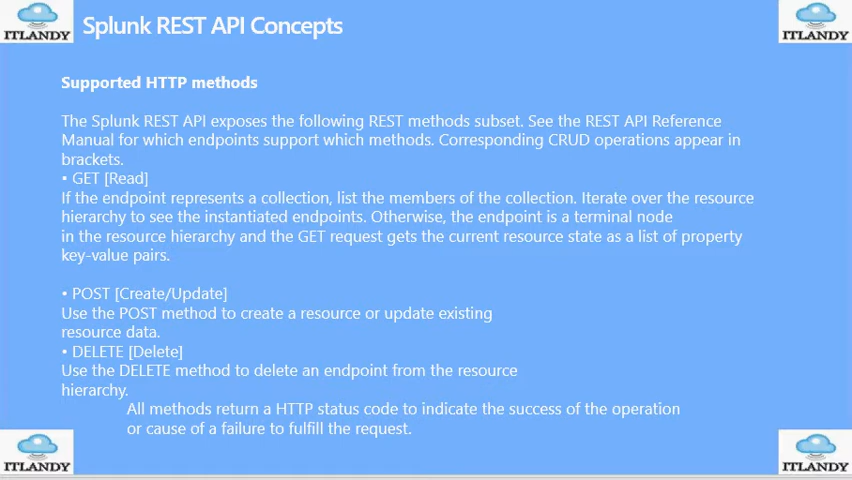 ITLANDY
Splunk REST API Concepts
ITLANDY
Supported HTTP methods
The Splunk REST API exposes the following REST methods subset. See the REST API Reference
Manual for which endpoints support which methods. Corresponding CRUD operations appear in
brackets.
• GET [Read]
If the endpoint represents a collection, list the members of the collection. Iterate over the resource
hierarchy to see the instantiated endpoints. Otherwise, the endpoint is a terminal node
in the resource hierarchy and the GET request gets the current resource state as a list of property
key-value pairs.
• POST [Create/Update]
Use the POST method to create a resource or update existing
resource data.
• DELETE [Delete]
Use the DELETE method to delete an endpoint from the resource
hierarchy.
All methods return a HTTP status code to indicate the success of the operation
or cause of a failure to fulfill the request.
ITLANDY
ITLANDY